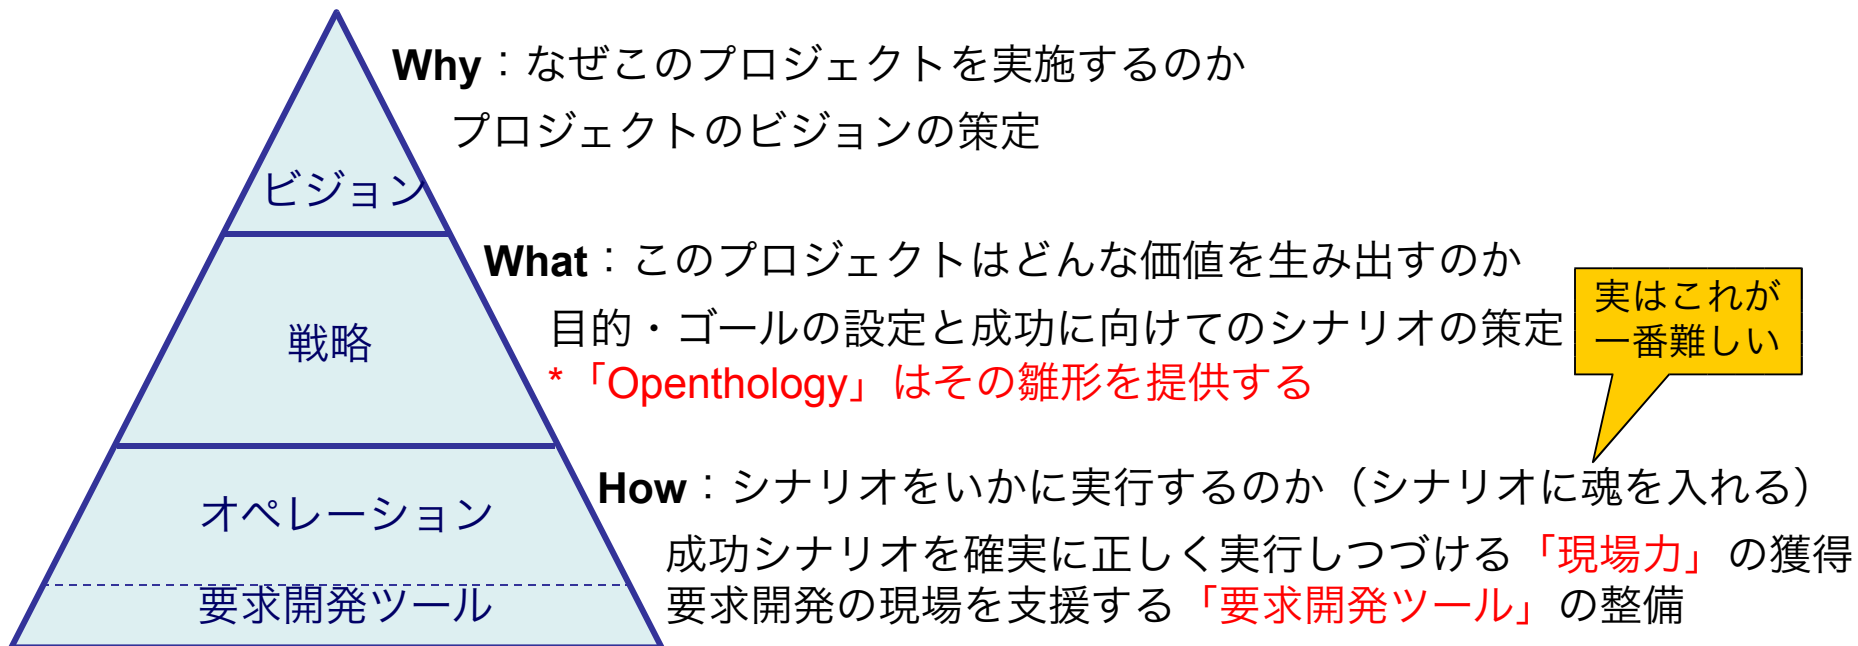 Why：なぜこのプロジェクトを実施するのか
プロジェクトのビジョンの策定
ビジョン
What：このプロジェクトはどんな価値を生み出すのか
目的・ゴールの設定と成功に向けてのシナリオの策定
*「Openthology」はその雛形を提供する
実はこれが
一番難しい
戦略
How：シナリオをいかに実行するのか（シナリオに魂を入れる）
成功シナリオを確実に正しく実行しつづける「現場力」の獲得
要求開発の現場を支援する「要求開発ツール」の整備
オペレーション
要求開発ツール